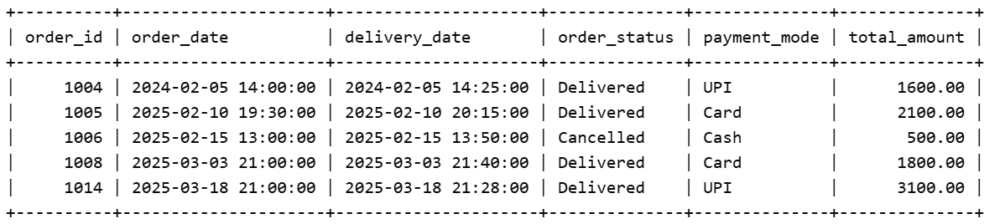 +----------+---------------------+---------------------+--------------+--------------+--------------+
| order_id | order_date          | delivery_date       | order_status | payment_mode | total_amount |
+----------+---------------------+---------------------+--------------+--------------+--------------+
|     1004 | 2024-02-05 14:00:00 | 2024-02-05 14:25:00 | Delivered    | UPI          |      1600.00 |
|     1005 | 2025-02-10 19:30:00 | 2025-02-10 20:15:00 | Delivered    | Card         |      2100.00 |
|     1006 | 2025-02-15 13:00:00 | 2025-02-15 13:50:00 | Cancelled    | Cash         |       500.00 |
|     1008 | 2025-03-03 21:00:00 | 2025-03-03 21:40:00 | Delivered    | Card         |      1800.00 |
|     1014 | 2025-03-18 21:00:00 | 2025-03-18 21:28:00 | Delivered    | UPI          |      3100.00 |
+----------+---------------------+---------------------+--------------+--------------+--------------+